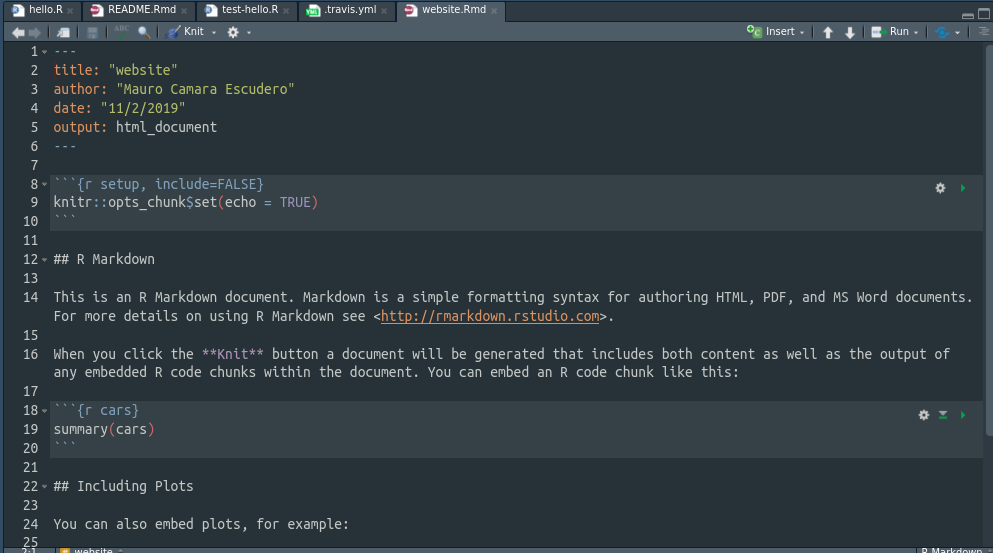 hello.R README.Rmd test-hello.R .travis.yml website.Rmd
ABC Knit Insert Run
1 ---
2 title: "website"
3 author: "Mauro Camara Escudero"
4 date: "11/2/2019"
5 output: html_document
6 ---
7
8 ```{r setup, include=FALSE}
9 knitr::opts_chunk$set(echo = TRUE)
10 ```
11
12 ## R Markdown
13
14 This is an R Markdown document. Markdown is a simple formatting syntax for authoring HTML, PDF, and MS Word documents.
For more details on using R Markdown see <http://rmarkdown.rstudio.com>.
15
16 When you click the **Knit** button a document will be generated that includes both content as well as the output of
any embedded R code chunks within the document. You can embed an R code chunk like this:
17
18 ```{r cars}
19 summary(cars)
20 ```
21
22 ## Including Plots
23
24 You can also embed plots, for example:
25
2:1 website R Markdown